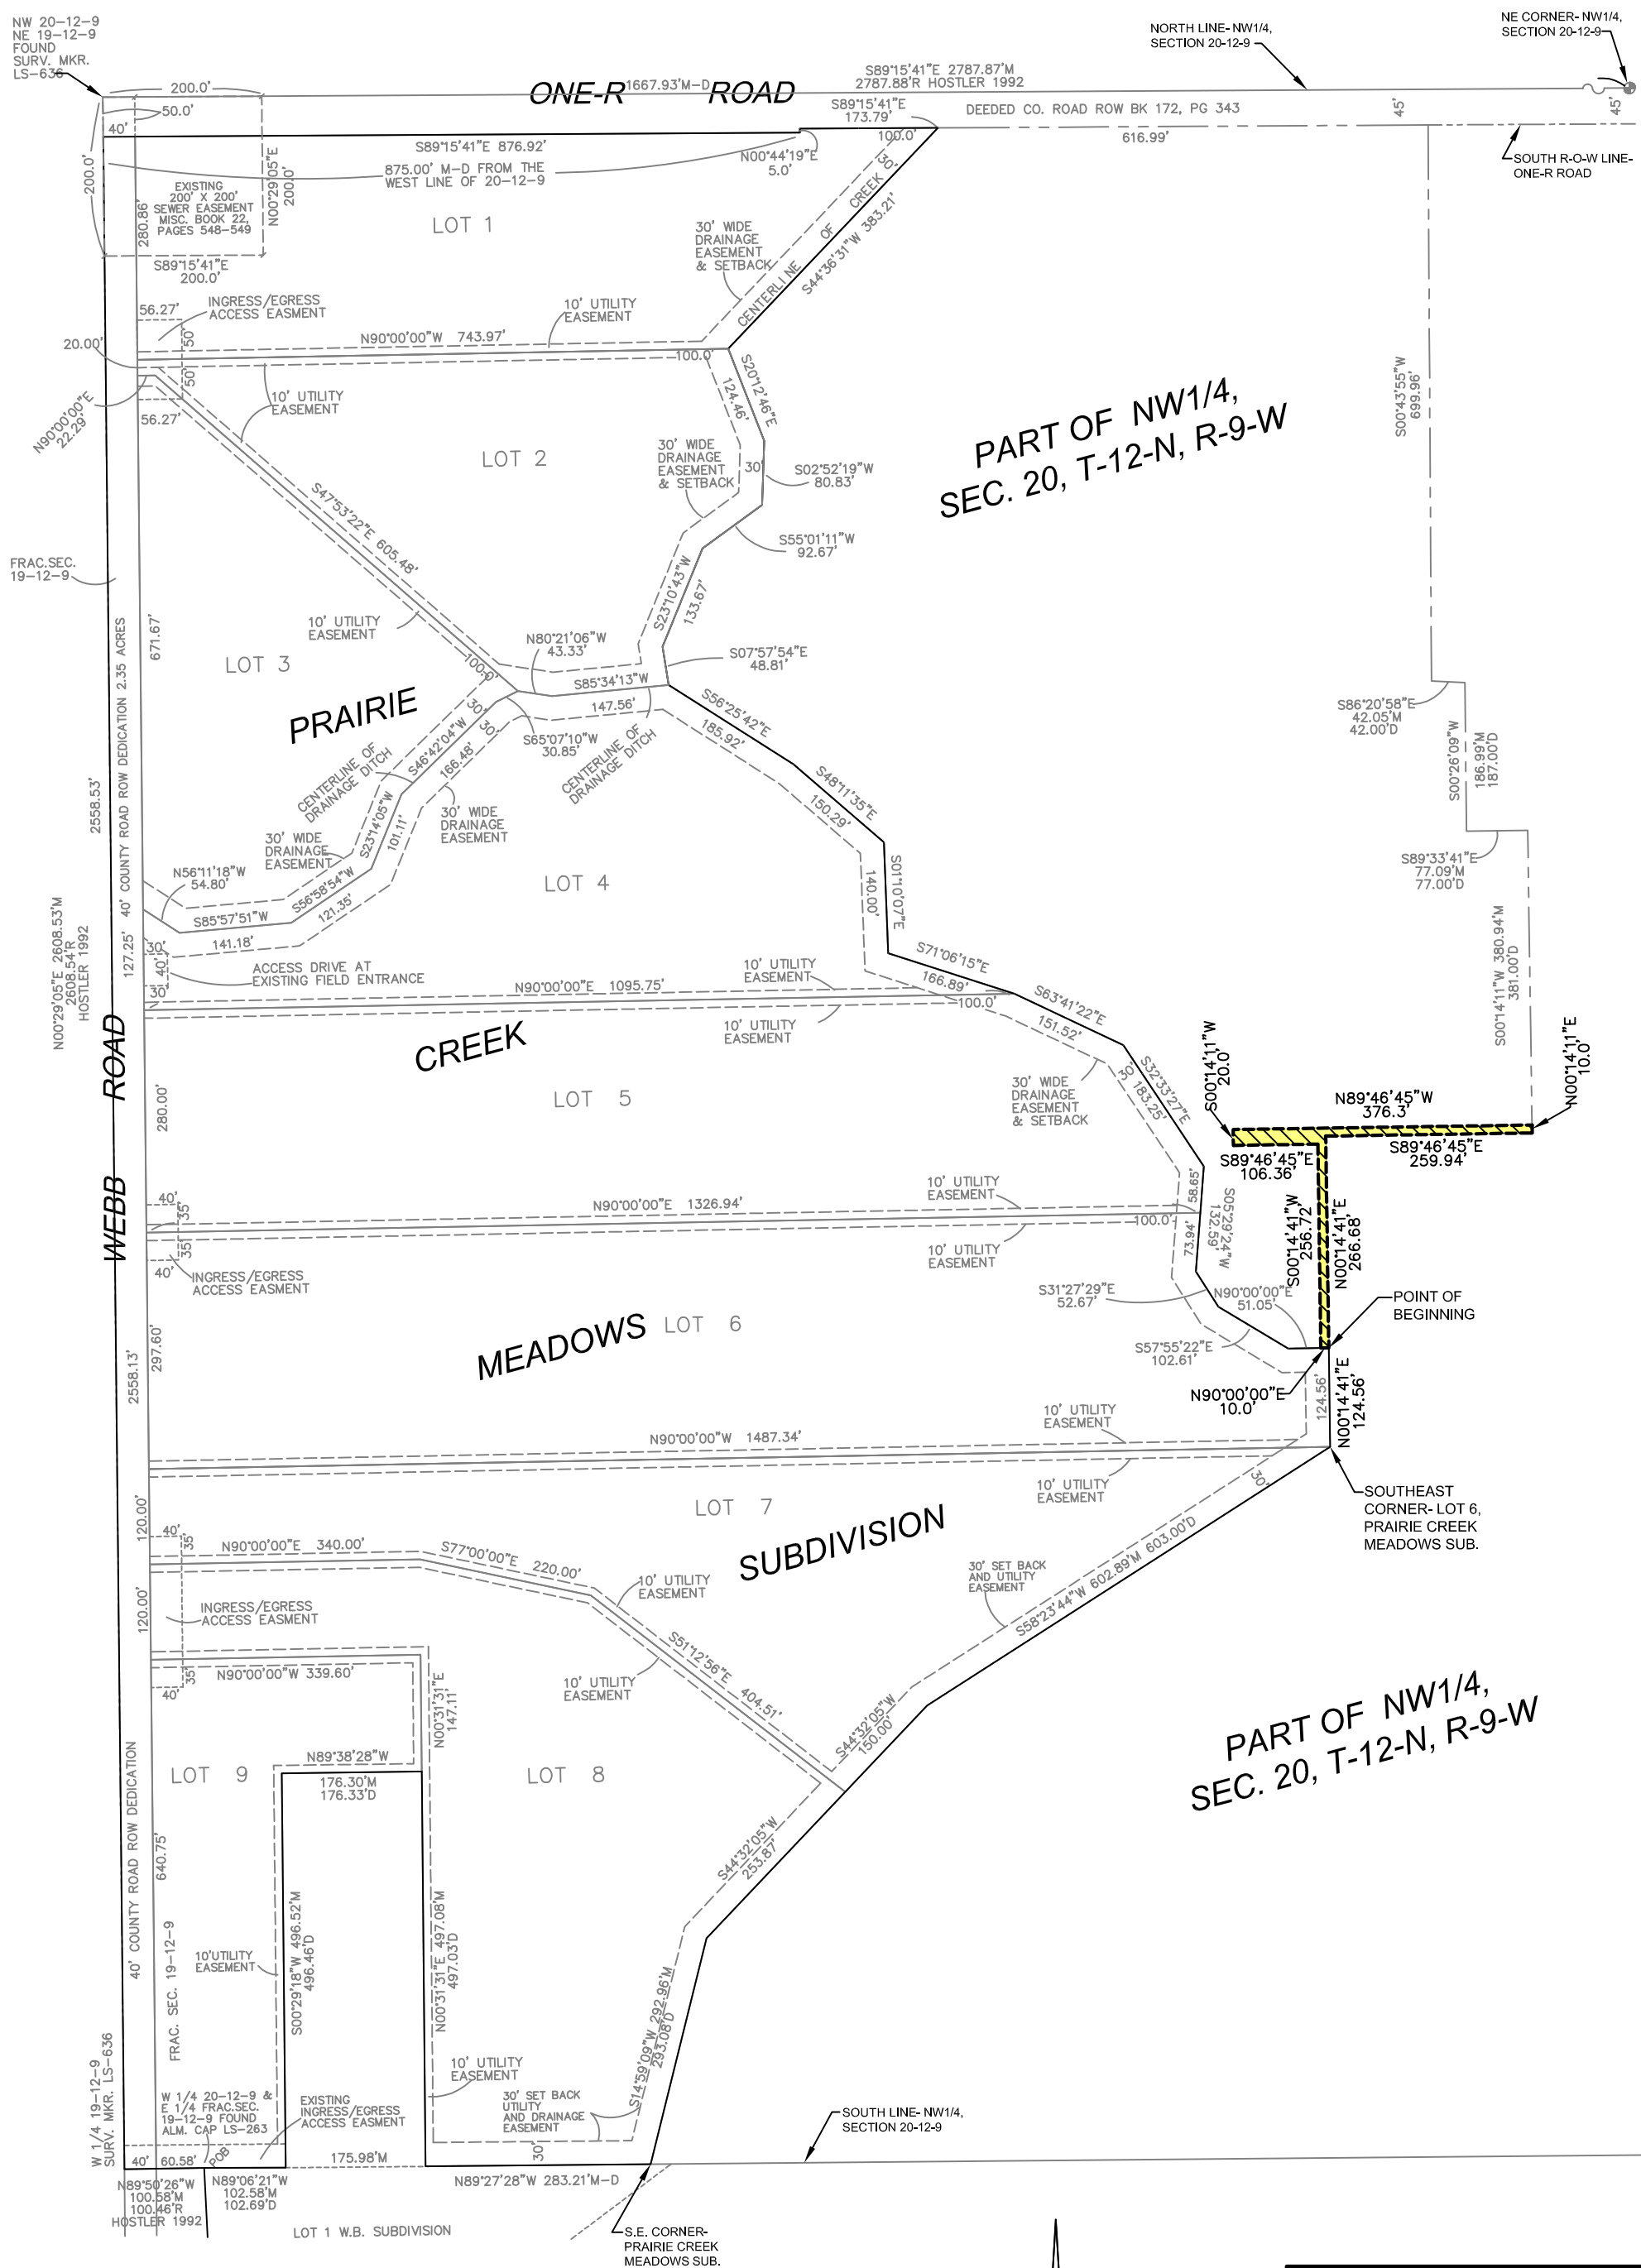 NW 20-12-9
NE 19-12-9
FOUND
SURV. MKR.
LS-636
200.0'
50.0'
40'
ONE-R ROAD
1667.93'M-D
S89°15'41"E 2787.87'M
2787.88'R HOSTLER 1992
NORTH LINE- NW1/4,
SECTION 20-12-9
NE CORNER- NW1/4,
SECTION 20-12-9
S89°15'41"E
173.79'
DEEDED CO. ROAD ROW BK 172, PG 343
45'
45'
100.0'
616.99'
SOUTH R-O-W LINE-
ONE-R ROAD
S89°15'41"E 876.92'
N00°44'19"E
5.0'
875.00' M-D FROM THE
WEST LINE OF 20-12-9
200.0'
280.86'
EXISTING
200' X 200'
SEWER EASEMENT
MISC. BOOK 22,
PAGES 548-549
N00°29'05"E
200.0'
LOT 1
S89°15'41"E
200.0'
30'
CENTERLINE OF CREEK
S44°36'31"W 383.21'
30' WIDE
DRAINAGE
EASEMENT
& SETBACK
56.27'
INGRESS/EGRESS
ACCESS EASMENT
10' UTILITY
EASEMENT
50'
20.00'
N90°00'00"W 743.97'
100.0'
50'
10' UTILITY
EASEMENT
N90°00'00"E
22.29'
56.27'
S20°12'46"E
124.46'
LOT 2
30' WIDE
DRAINAGE
EASEMENT
& SETBACK
30'
S02°52'19"W
80.83'
PART OF NW1/4,
SEC. 20, T-12-N, R-9-W
S00°43'55"W
699.96'
S47°53'22"E 605.48'
S55°01'11"W
92.67'
FRAC.SEC.
19-12-9
S23°10'43"W
133.67'
671.67'
10' UTILITY
EASEMENT
N80°21'06"W
43.33'
S07°57'54"E
48.81'
LOT 3
100.0'
S85°34'13"W
147.56'
PRAIRIE
30'
30'
S65°07'10"W
30.85'
CENTERLINE OF
DRAINAGE DITCH
S56°25'42"E
185.92'
S86°20'58"E
42.05'M
42.00'D
S00°26'09"W
186.99'M
187.00'D
CENTERLINE OF
DRAINAGE DITCH
S46°42'04"W
166.48'
S48°11'35"E
150.29'
30' WIDE
DRAINAGE
EASEMENT
S23°14'05"W
101.11'
30' WIDE
DRAINAGE
EASEMENT
2558.53'
40' COUNTY ROAD ROW DEDICATION 2.35 ACRES
N56°11'18"W
54.80'
S56°58'54"W
121.35'
LOT 4
S01°10'07"E
140.00'
S89°33'41"E
77.09'M
77.00'D
N00°29'05"E 2608.53'M
2608.54'R
HOSTLER 1992
S85°57'51"W
141.18'
127.25'
30'
40'
30'
ACCESS DRIVE AT
EXISTING FIELD ENTRANCE
10' UTILITY
EASEMENT
S71°06'15"E
166.89'
N90°00'00"E 1095.75'
100.0'
10' UTILITY
EASEMENT
S63°41'22"E
151.52'
S00°14'11"W 380.94'M
381.00'D
WEBB ROAD
CREEK
LOT 5
280.00'
30' WIDE
DRAINAGE
EASEMENT
& SETBACK
S32°33'27"E
30'
183.25'
S00°14'11"W
20.0'
N89°46'45"W
376.3'
N00°14'11"E
10.0'
S89°46'45"E
106.36'
S89°46'45"E
259.94'
10' UTILITY
EASEMENT
40'
35'
N90°00'00"E 1326.94'
58.65'
S05°29'24"W
132.59'
100.0'
73.94'
35'
40'
10' UTILITY
EASEMENT
INGRESS/EGRESS
ACCESS EASMENT
S00°14'41"W
256.72
N00°14'41"E
266.68'
S31°27'29"E
52.67'
N90°00'00"E
51.05'
POINT OF
BEGINNING
MEADOWS
LOT 6
297.60'
2558.13'
S57°55'22"E
102.61'
N90°00'00"E
10.0'
124.56'
N00°14'41"E
124.56'
10' UTILITY
EASEMENT
N90°00'00"W 1487.34'
10' UTILITY
EASEMENT
30'
SOUTHEAST
CORNER- LOT 6,
PRAIRIE CREEK
MEADOWS SUB.
LOT 7
SUBDIVISION
120.00'
40'
35'
N90°00'00"E 340.00'
S77°00'00"E 220.00'
10' UTILITY
EASEMENT
30' SET BACK
AND UTILITY
EASEMENT
S58°23'44"W 602.89'M 603.00'D
120.00'
INGRESS/EGRESS
ACCESS EASMENT
N90°00'00"W 339.60'
35'
40'
N00°31'31"E
147.11'
S51°12'56"E 404.51'
10' UTILITY
EASEMENT
S44°32'05"W
150.00'
PART OF NW1/4,
SEC. 20, T-12-N, R-9-W
LOT 9
N89°38'28"W
176.30'M
176.33'D
LOT 8
40' COUNTY ROAD ROW DEDICATION
640.75'
S44°32'05"W
253.87'
FRAC. SEC. 19-12-9
10'UTILITY
EASEMENT
S00°29'18"W 496.52'M
496.46'D
N00°31'31"E 497.08'M
497.03'D
S14°59'09"W 292.96'M
293.08'D
W 1/4 19-12-9
SURV. MKR. LS-636
W 1/4 20-12-9 &
E 1/4 FRAC.SEC.
19-12-9 FOUND
ALM. CAP LS-263
EXISTING
INGRESS/EGRESS
ACCESS EASMENT
10' UTILITY
EASEMENT
30' SET BACK
UTILITY
AND DRAINAGE
EASEMENT
SOUTH LINE- NW1/4,
SECTION 20-12-9
40'
60.58'
POB
175.98'M
30'
N89°50'26"W
100.58'M
100.46'R
HOSTLER 1992
N89°06'21"W
102.58'M
102.69'D
N89°27'28"W 283.21'M-D
LOT 1 W.B. SUBDIVISION
S.E. CORNER-
PRAIRIE CREEK
MEADOWS SUB.